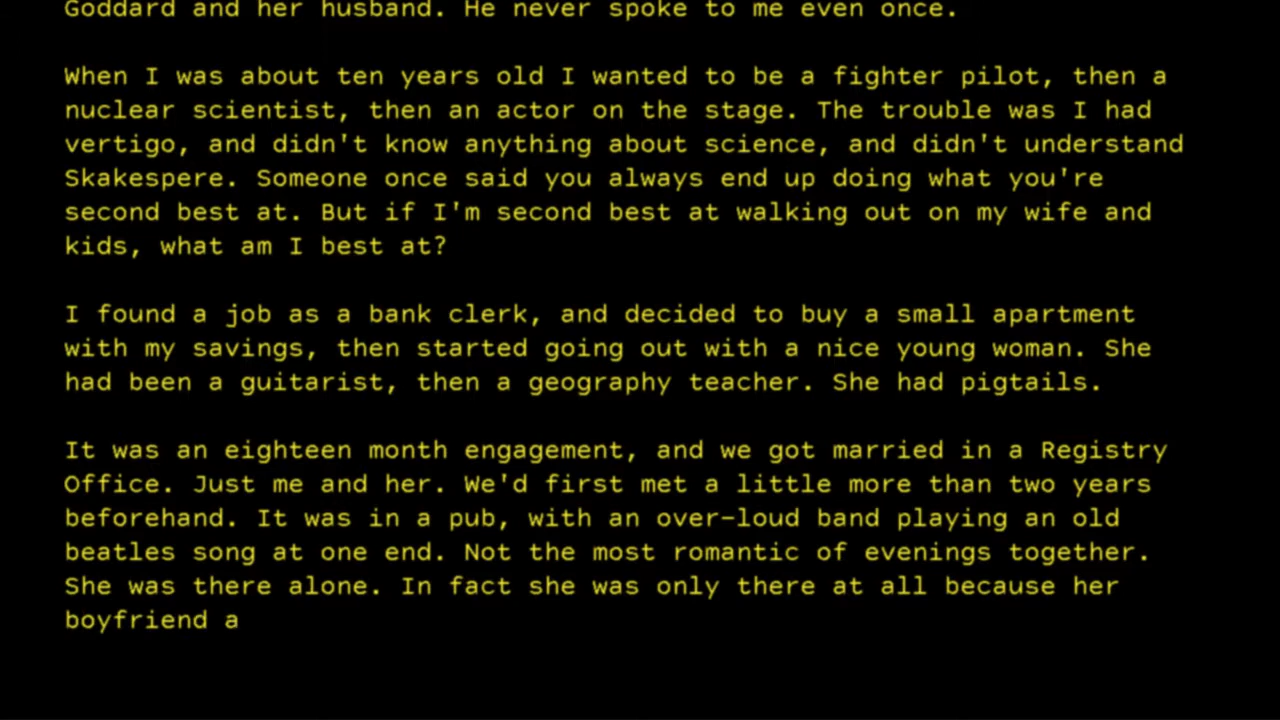 Goddard and her husband. He never spoke to me even once.
When I was about ten years old I wanted to be a fighter pilot, then a
nuclear scientist, then an actor on the stage. The trouble was I had
vertigo, and didn't know anything about science, and didn't understand
Skakespere. Someone once said you always end up doing what you're
second best at. But if I'm second best at walking out on my wife and
kids, what am I best at?
I found a job as a bank clerk, and decided to buy a small apartment
with my savings, then started going out with a nice young woman. She
had been a guitarist, then a geography teacher. She had pigtails.
It was an eighteen month engagement, and we got married in a Registry
Office. Just me and her. We'd first met a little more than two years
beforehand. It was in a pub, with an over-loud band playing an old
beatles song at one end. Not the most romantic of evenings together.
She was there alone. In fact she was only there at all because her
boyfriend a